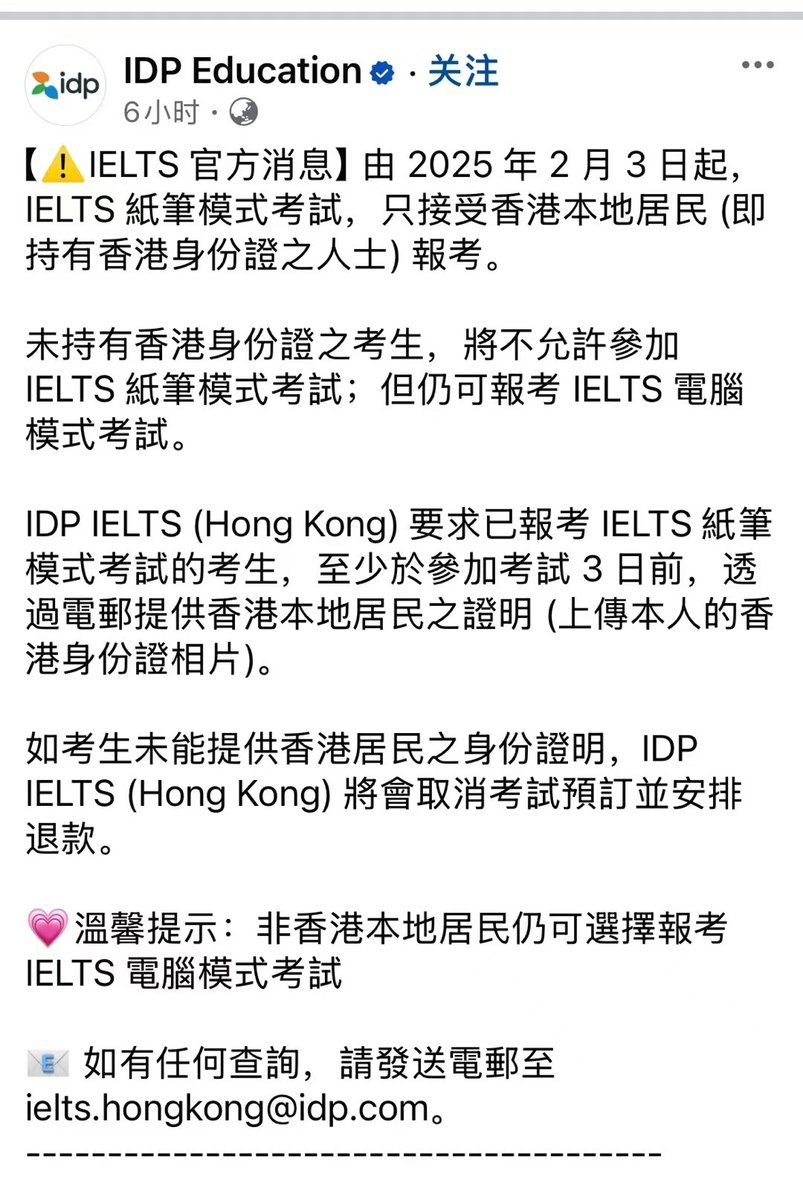 idp
IDP Education · 关注
6小时 ·
【⚠️IELTS 官方消息】由 2025 年 2 月 3 日起，
IELTS 紙筆模式考試，只接受香港本地居民 (即
持有香港身份證之人士) 報考。
未持有香港身份證之考生，將不允許參加
IELTS 紙筆模式考試；但仍可報考 IELTS 電腦
模式考試。
IDP IELTS (Hong Kong) 要求已報考 IELTS 紙筆
模式考試的考生，至少於參加考試 3 日前，透
過電郵提供香港本地居民之證明 (上傳本人的香
港身份證相片)。
如考生未能提供香港居民之身份證明，IDP
IELTS (Hong Kong) 將會取消考試預訂並安排
退款。
💗溫馨提示：非香港本地居民仍可選擇報考
IELTS 電腦模式考試
📧 如有任何查詢，請發送電郵至
ielts.hongkong@idp.com。
---------------------------------------